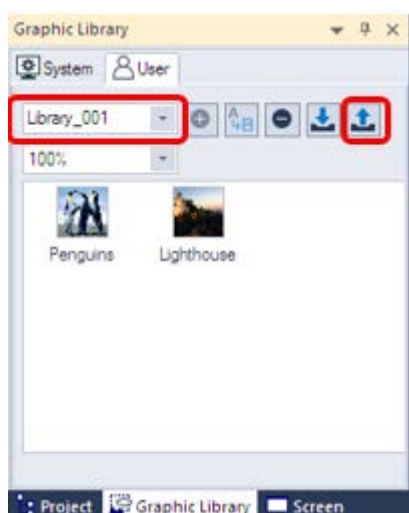 Graphic Library
System User
Library_001
A
B
100%
Penguins Lighthouse
Project Graphic Library Screen